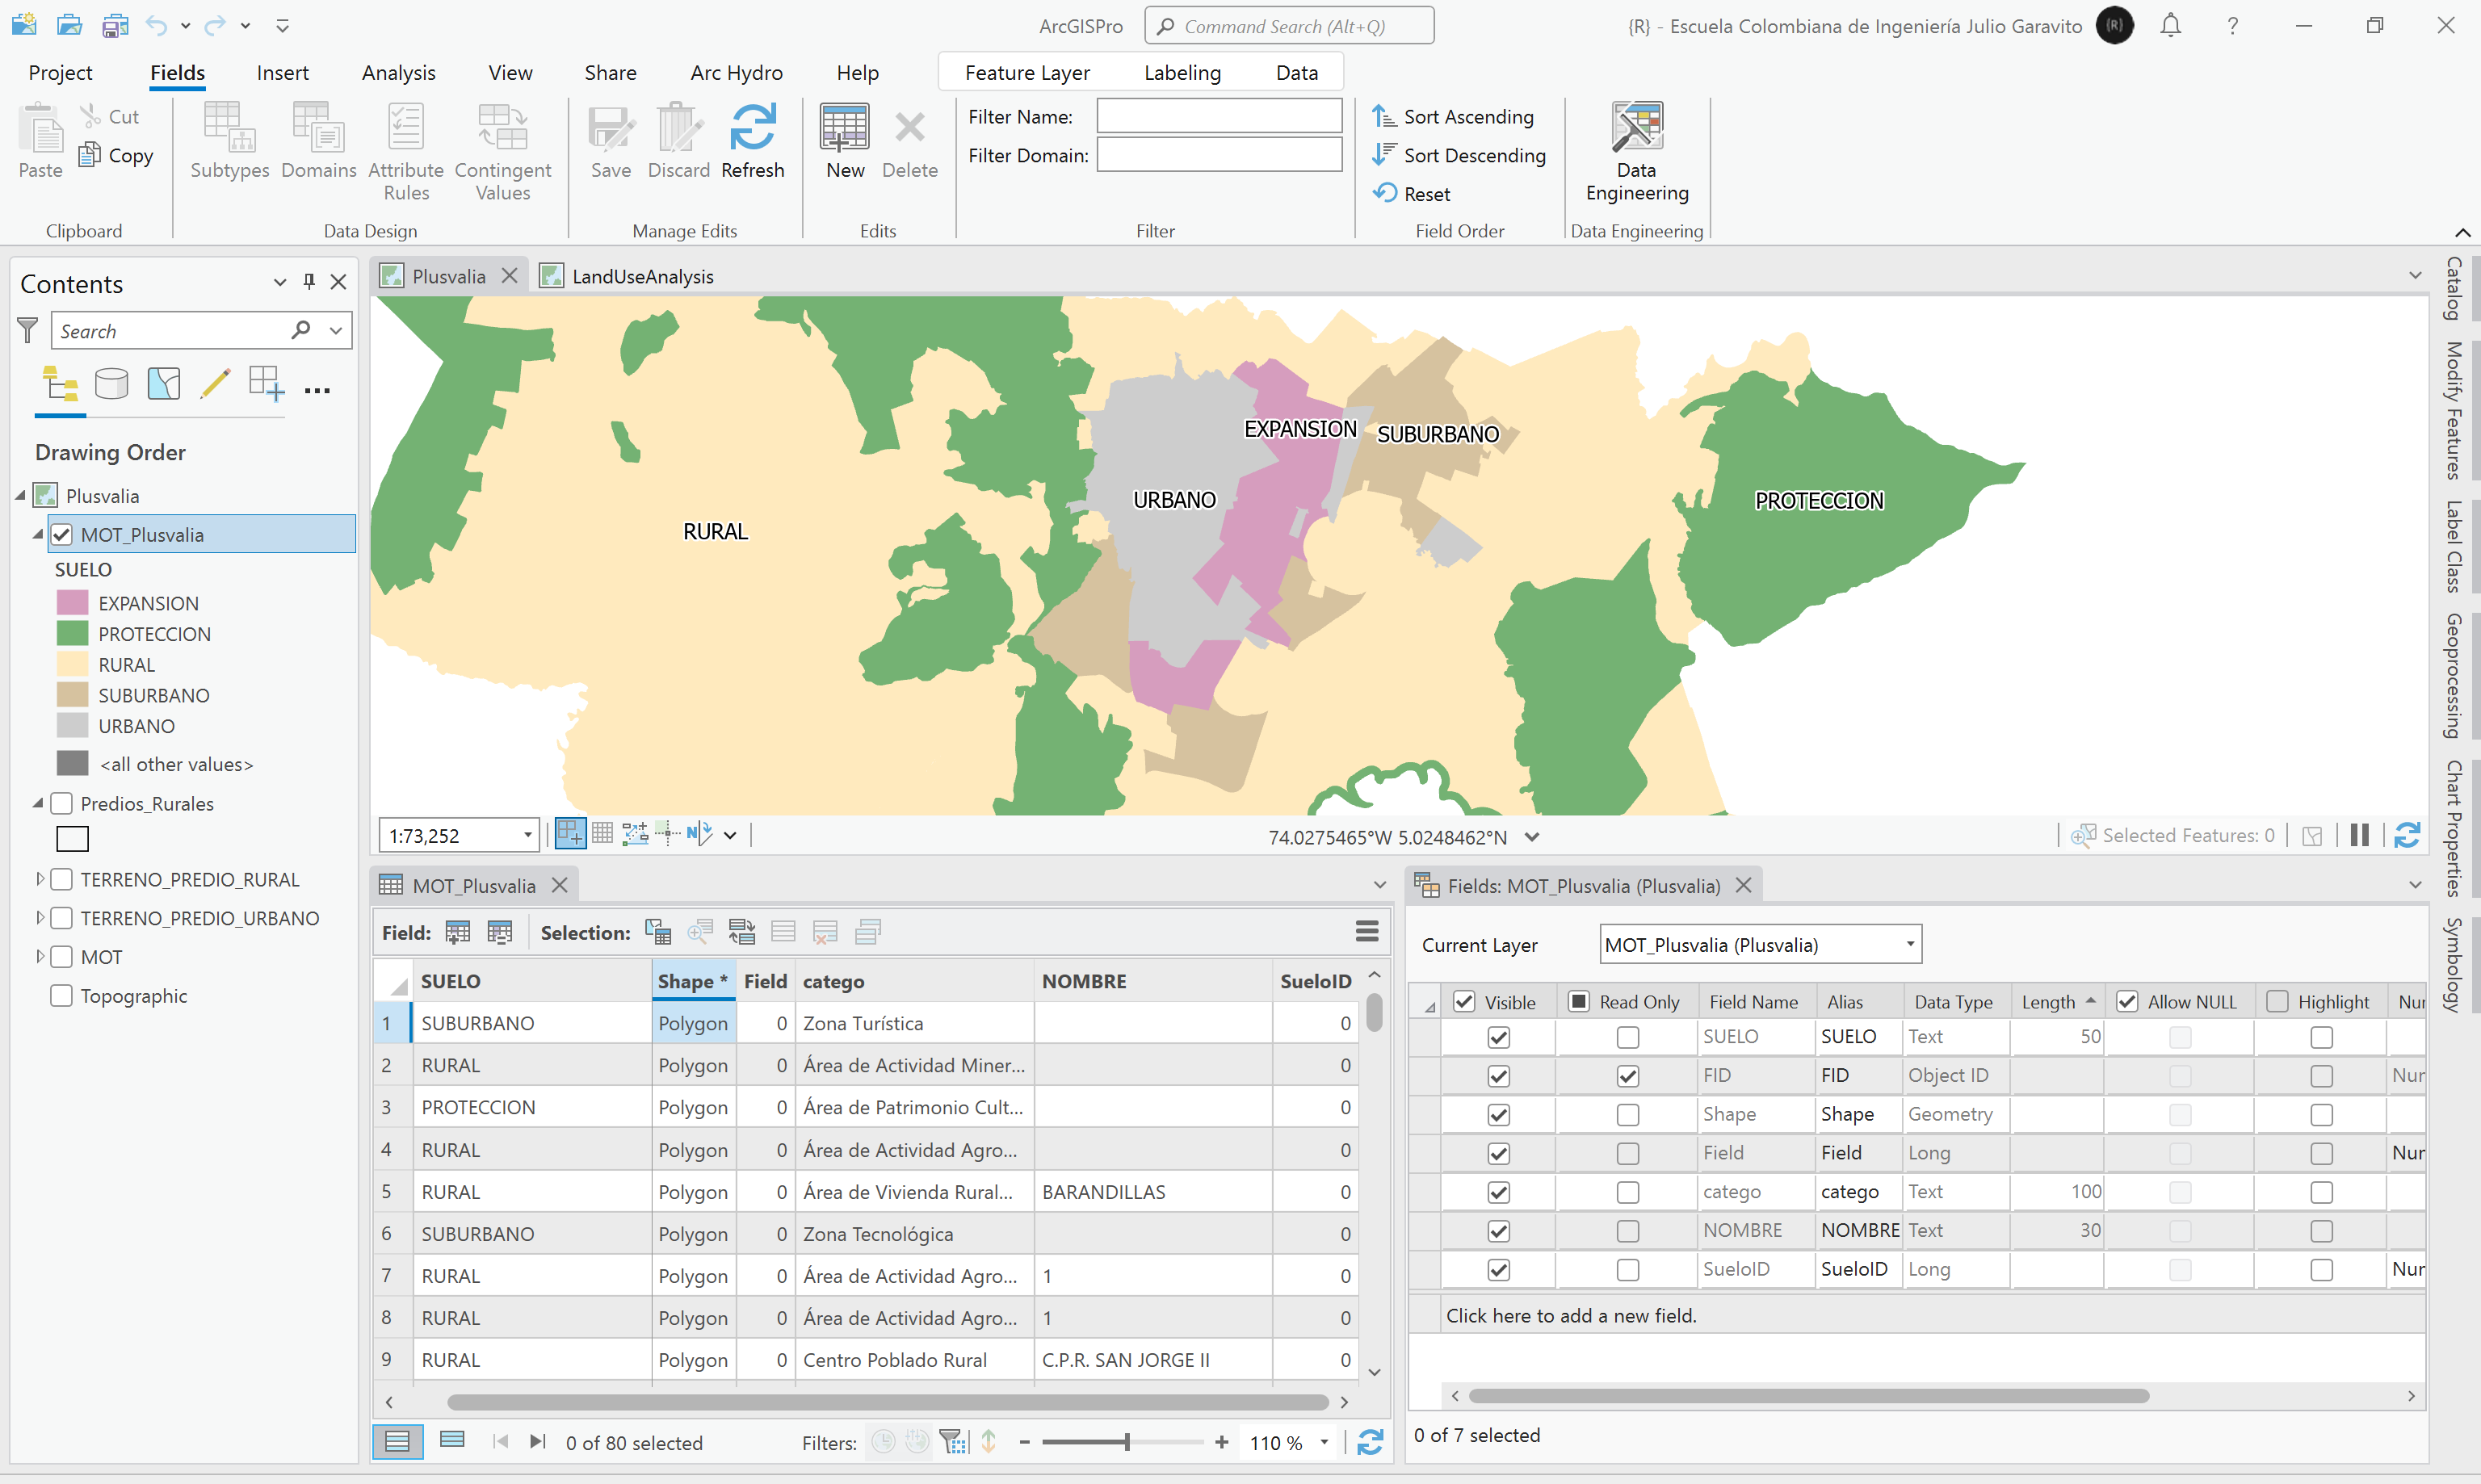 ArcGISPro
Command Search (Alt+Q)
{R} - Escuela Colombiana de Ingeniería Julio Garavito
{R}
Project Fields Insert Analysis View Share Arc Hydro Help Feature Layer Labeling Data
Paste
Cut
Copy
Clipboard
Subtypes
Domains
Attribute Rules
Contingent Values
Data Design
Save
Discard
Refresh
Manage Edits
New
Delete
Edits
Filter Name:
Filter Domain:
Filter
Sort Ascending
Sort Descending
Reset
Field Order
Data Engineering
Data Engineering
Contents
Search
Drawing Order
Plusvalia
MOT_Plusvalia
SUELO
EXPANSION
PROTECCION
RURAL
SUBURBANO
URBANO
<all other values>
Predios_Rurales
TERRENO_PREDIO_RURAL
TERRENO_PREDIO_URBANO
MOT
Topographic
Plusvalia
LandUseAnalysis
EXPANSION
SUBURBANO
URBANO
PROTECCION
RURAL
1:73,252
74.0275465°W 5.0248462°N
Selected Features: 0
MOT_Plusvalia
Field: Selection:
SUELO Shape * Field catego NOMBRE SueloID
1 SUBURBANO Polygon 0 Zona Turística 0
2 RURAL Polygon 0 Área de Actividad Miner... 0
3 PROTECCION Polygon 0 Área de Patrimonio Cult... 0
4 RURAL Polygon 0 Área de Actividad Agro... 0
5 RURAL Polygon 0 Área de Vivienda Rural... BARANDILLAS 0
6 SUBURBANO Polygon 0 Zona Tecnológica 0
7 RURAL Polygon 0 Área de Actividad Agro... 1 0
8 RURAL Polygon 0 Área de Actividad Agro... 1 0
9 RURAL Polygon 0 Centro Poblado Rural C.P.R. SAN JORGE II 0
0 of 80 selected
Filters:
110 %
Fields: MOT_Plusvalia (Plusvalia)
Current Layer MOT_Plusvalia (Plusvalia)
Visible Read Only Field Name Alias Data Type Length Allow NULL Highlight Nur
SUELO SUELO Text 50
FID FID Object ID Nur
Shape Shape Geometry
Field Field Long Nur
catego catego Text 100
NOMBRE NOMBRE Text 30
SueloID SueloID Long Nur
Click here to add a new field.
0 of 7 selected
Catalog
Modify Features
Label Class
Geoprocessing
Chart Properties
Symbology